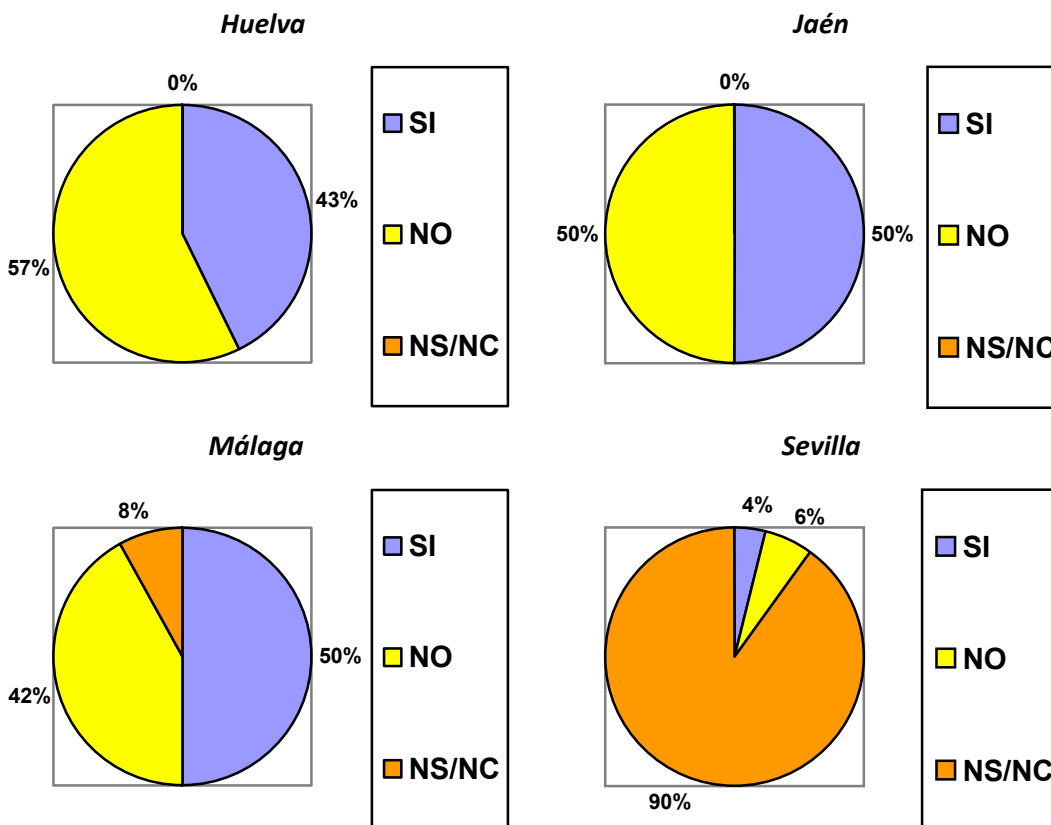 Huelva
0%
43%
57%
SI
NO
NS/NC
Jaén
0%
50%
50%
SI
NO
NS/NC
Málaga
8%
50%
42%
SI
NO
NS/NC
Sevilla
4%
6%
90%
SI
NO
NS/NC